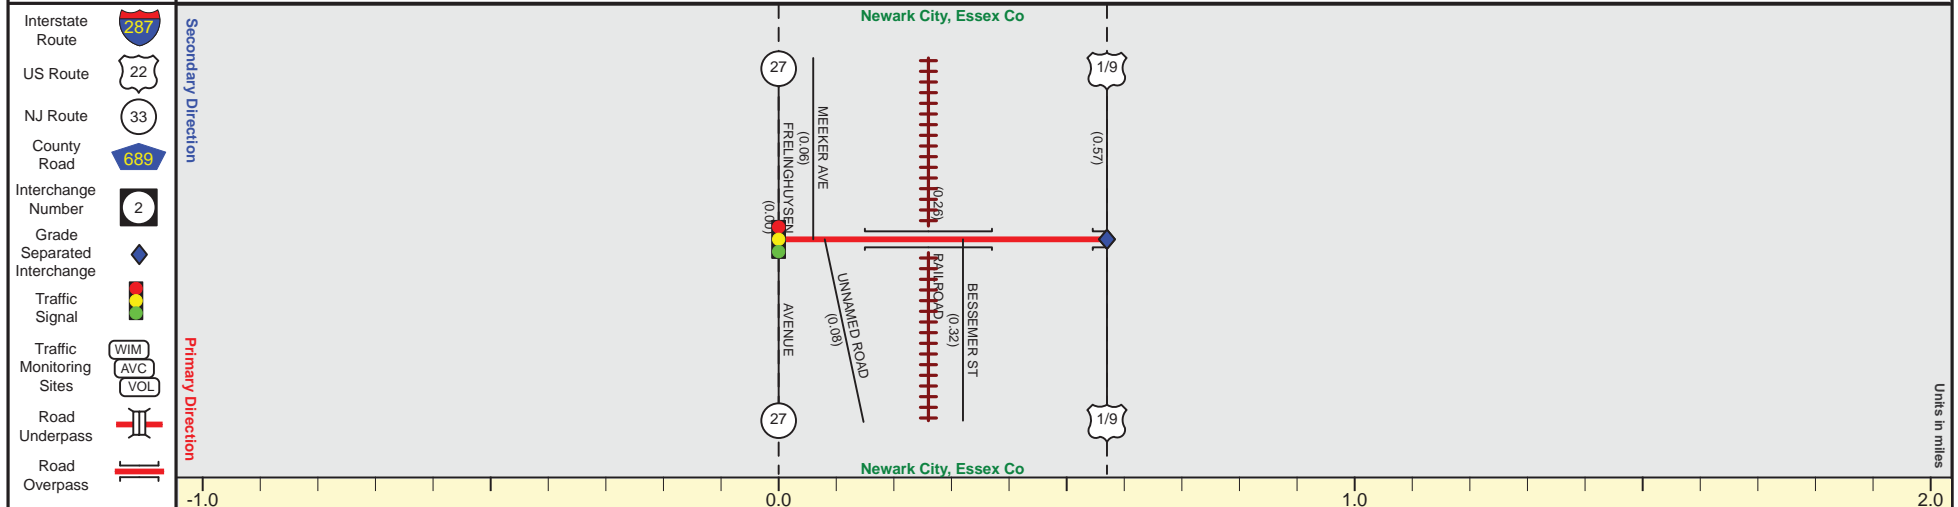 Interstate
Route
287
US Route
22
NJ Route
33
County
Road
689
Interchange
Number
2
Grade
Separated
Interchange
Traffic
Signal
Traffic
Monitoring
Sites
WIM
AVC
VOL
Road
Underpass
Road
Overpass
Secondary Direction
Primary Direction
Newark City, Essex Co
27
1/9
FRELINGHUYSEN
AVENUE
(0.00)
MEEKER AVE
(0.06)
UNNAMED ROAD
(0.08)
(0.26)
RAILROAD
BESSEMER ST
(0.32)
(0.57)
27
1/9
Newark City, Essex Co
Units in miles
-1.0
0.0
1.0
2.0